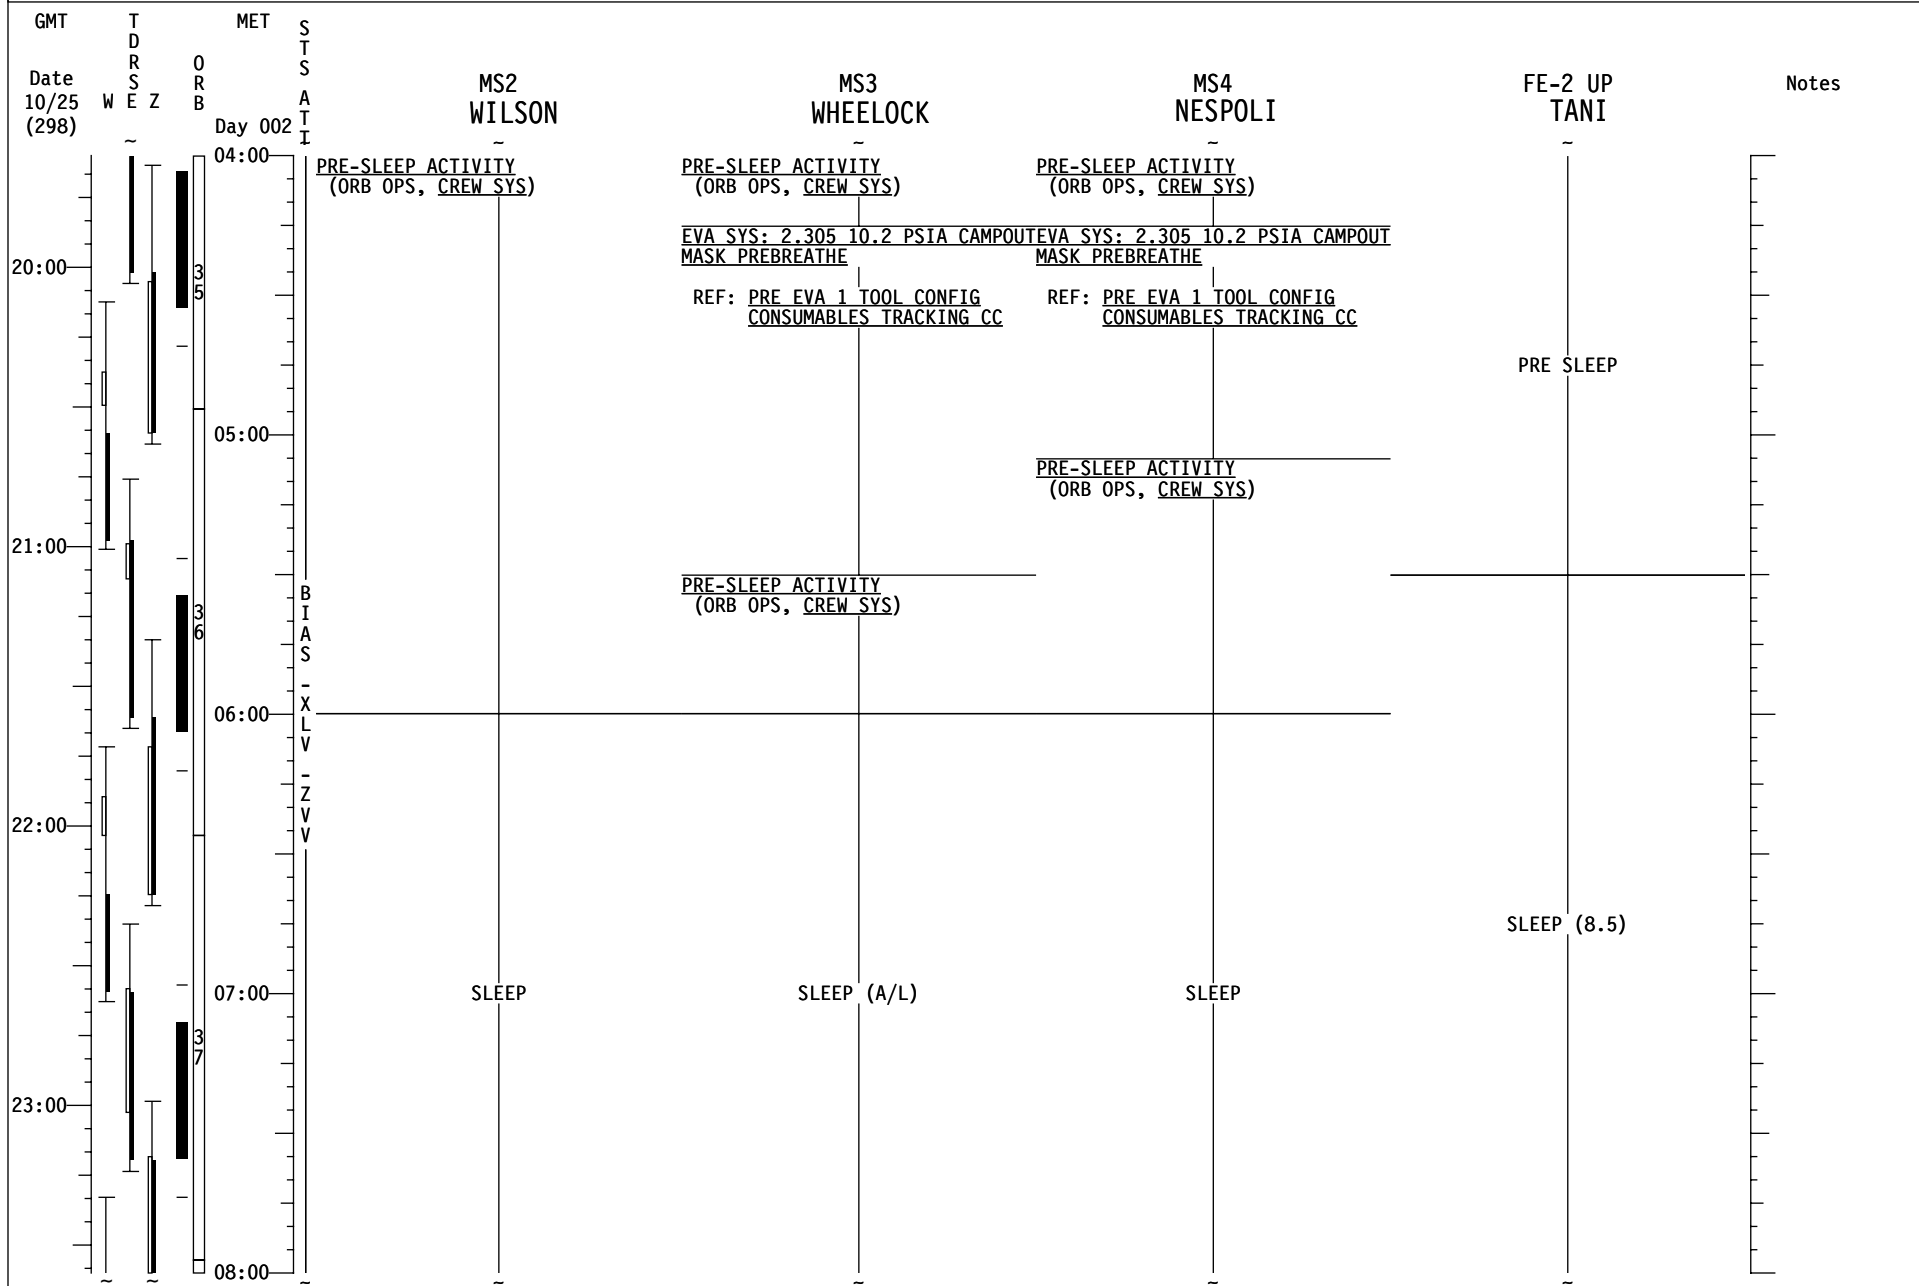 GMT
TDRS
MET
STS ATT
ORB
Date
10/25
(298)
W E Z
Day 002
MS2
WILSON
MS3
WHEELOCK
MS4
NESPOLI
FE-2 UP
TANI
Notes
~ ~ ~ ~ ~ ~
04:00
PRE-SLEEP ACTIVITY
(ORB OPS, CREW SYS)
PRE-SLEEP ACTIVITY
(ORB OPS, CREW SYS)
PRE-SLEEP ACTIVITY
(ORB OPS, CREW SYS)
EVA SYS: 2.305 10.2 PSIA CAMPOUT
MASK PREBREATHE
EVA SYS: 2.305 10.2 PSIA CAMPOUT
MASK PREBREATHE
20:00
35
REF: PRE EVA 1 TOOL CONFIG
CONSUMABLES TRACKING CC
REF: PRE EVA 1 TOOL CONFIG
CONSUMABLES TRACKING CC
PRE SLEEP
05:00
PRE-SLEEP ACTIVITY
(ORB OPS, CREW SYS)
21:00
PRE-SLEEP ACTIVITY
(ORB OPS, CREW SYS)
36
BIAS -XLV -ZVV
06:00
22:00
SLEEP (8.5)
07:00
SLEEP
SLEEP (A/L)
SLEEP
37
23:00
08:00
~ ~ ~ ~ ~ ~ ~